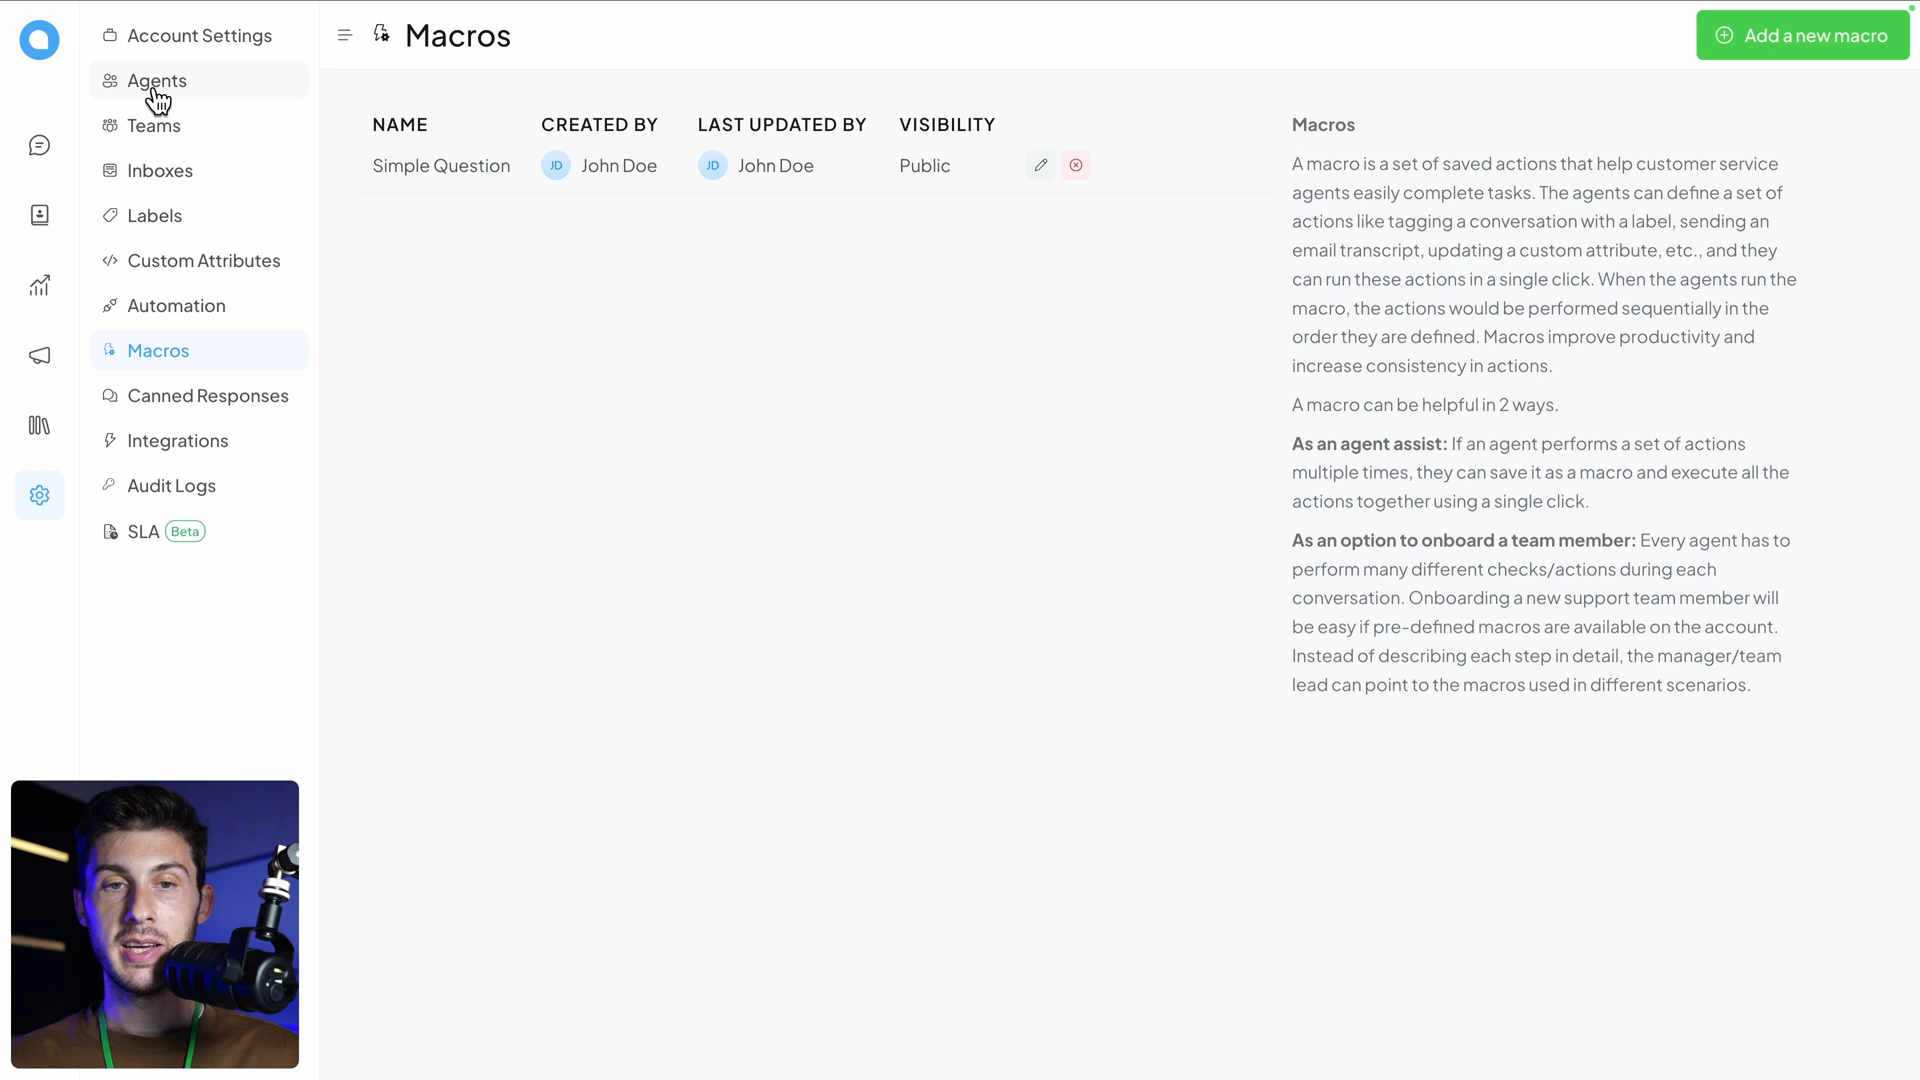 Account Settings
Agents
Teams
Inboxes
Labels
Custom Attributes
Automation
Macros
Canned Responses
Integrations
Audit Logs
SLA Beta
Macros
Add a new macro
NAME CREATED BY LAST UPDATED BY VISIBILITY
Simple Question JD John Doe JD John Doe Public
Macros
A macro is a set of saved actions that help customer service
agents easily complete tasks. The agents can define a set of
actions like tagging a conversation with a label, sending an
email transcript, updating a custom attribute, etc., and they
can run these actions in a single click. When the agents run the
macro, the actions would be performed sequentially in the
order they are defined. Macros improve productivity and
increase consistency in actions.
A macro can be helpful in 2 ways.
As an agent assist: If an agent performs a set of actions
multiple times, they can save it as a macro and execute all the
actions together using a single click.
As an option to onboard a team member: Every agent has to
perform many different checks/actions during each
conversation. Onboarding a new support team member will
be easy if pre-defined macros are available on the account.
Instead of describing each step in detail, the manager/team
lead can point to the macros used in different scenarios.